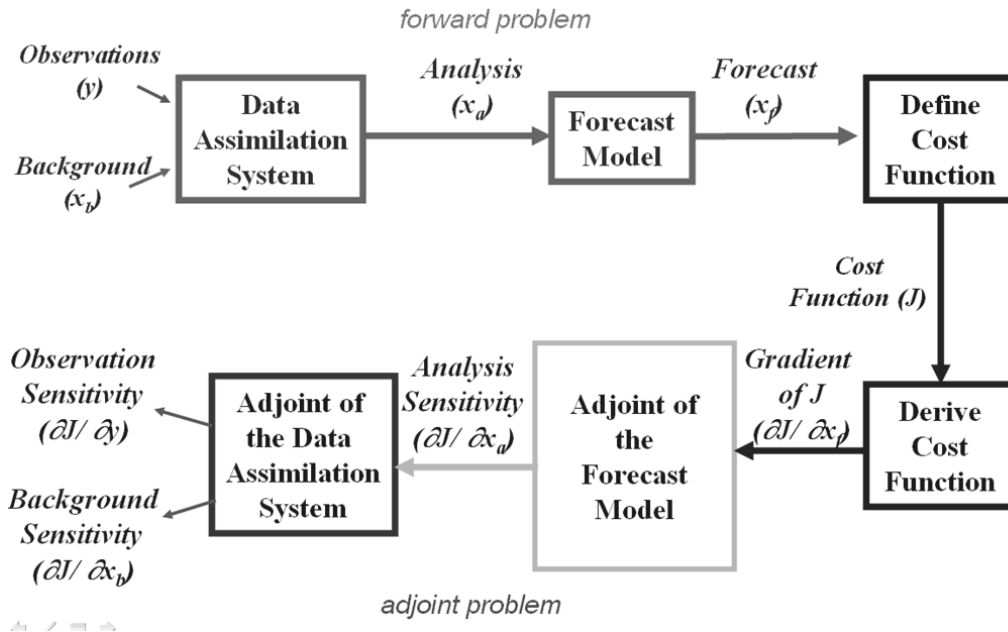 forward problem
Observations
(y)
Background
(x_b)
Data
Assimilation
System
Analysis
(x_a)
Forecast
Model
Forecast
(x_f)
Define
Cost
Function
Cost
Function (J)
Derive
Cost
Function
Gradient
of J
(∂J/ ∂x_f)
Adjoint of
the
Forecast
Model
Analysis
Sensitivity
(∂J/ ∂x_a)
Adjoint of
the Data
Assimilation
System
Observation
Sensitivity
(∂J/ ∂y)
Background
Sensitivity
(∂J/ ∂x_b)
adjoint problem